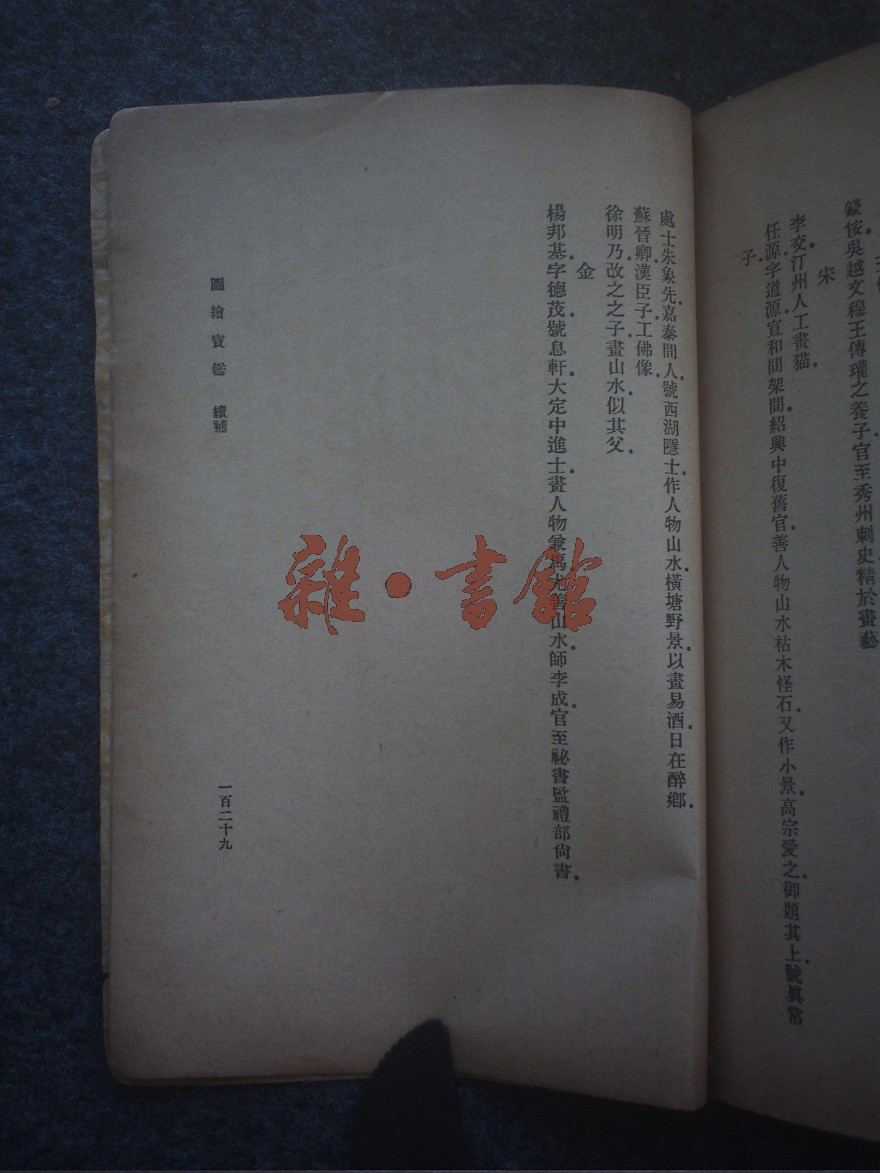 錢侒吳越文穆王傳瓘之養子官至秀州刺史精於畫藝
宋
李交汀州人工畫猫
任源字道源宣和間架閣紹興中復舊官善人物山水枯木怪石又作小景高宗愛之御題其上號眞常
子
處士朱象先嘉泰間人號西湖隱士作人物山水橫塘野景以畫易酒日在醉鄉
蘇晉卿漢臣子工佛像
徐明乃改之之子畫山水似其父
金
楊邦基字德茂號息軒大定中進士畫人物兼馬尤善山水師李成官至祕書監禮部尙書
圖繪寶鑑 續補
一百二十九
雜·書館